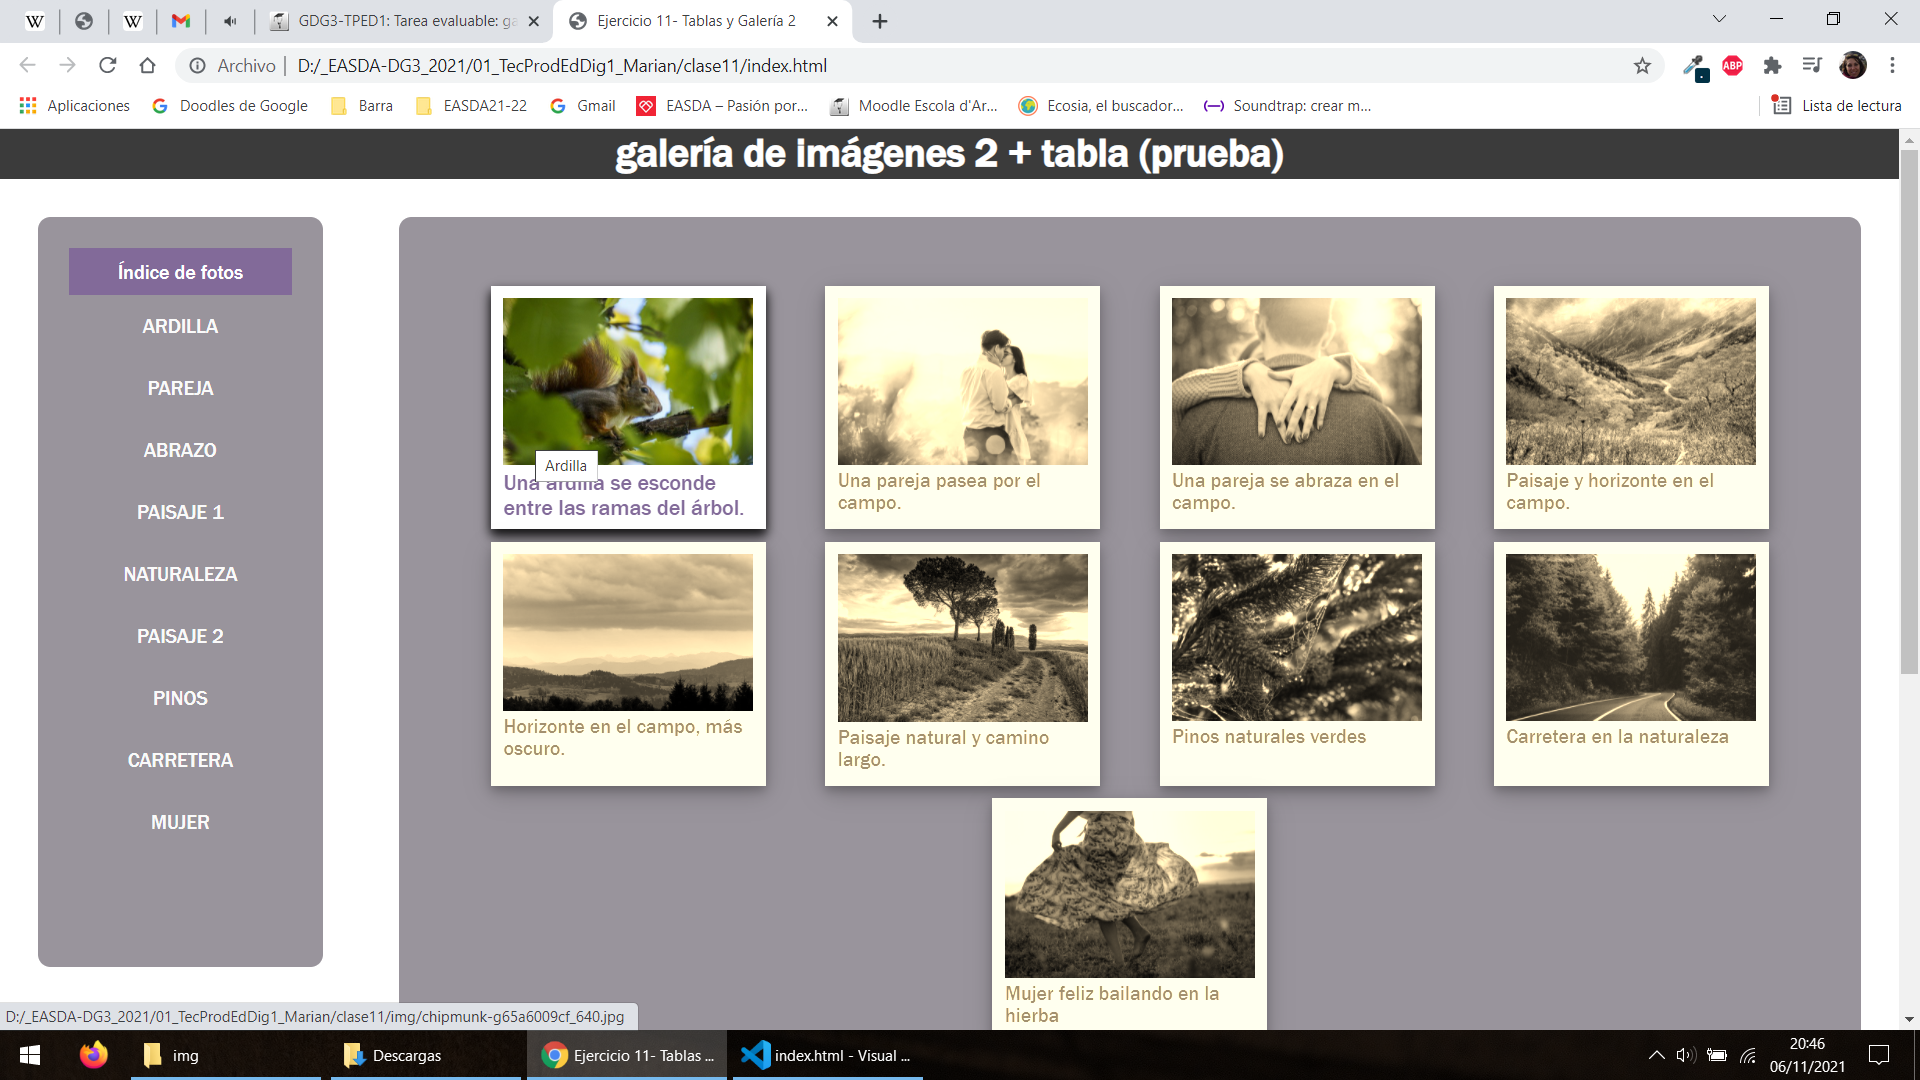 GDG3-TPED1: Tarea evaluable: ga
Ejercicio 11- Tablas y Galería 2
Archivo
D:/_EASDA-DG3_2021/01_TecProdEdDig1_Marian/clase11/index.html
ABP
Aplicaciones
Doodles de Google
Barra
EASDA21-22
Gmail
EASDA – Pasión por...
Moodle Escola d'Ar...
Ecosia, el buscador...
Soundtrap: crear m...
Lista de lectura
galería de imágenes 2 + tabla (prueba)
Índice de fotos
ARDILLA
PAREJA
ABRAZO
PAISAJE 1
NATURALEZA
PAISAJE 2
PINOS
CARRETERA
MUJER
Ardilla
Una ardilla se esconde
entre las ramas del árbol.
Una pareja pasea por el
campo.
Una pareja se abraza en el
campo.
Paisaje y horizonte en el
campo.
Horizonte en el campo, más
oscuro.
Paisaje natural y camino
largo.
Pinos naturales verdes
Carretera en la naturaleza
Mujer feliz bailando en la
hierba
D:/_EASDA-DG3_2021/01_TecProdEdDig1_Marian/clase11/img/chipmunk-g65a6009cf_640.jpg
img
Descargas
Ejercicio 11- Tablas ...
index.html - Visual ...
20:46
06/11/2021